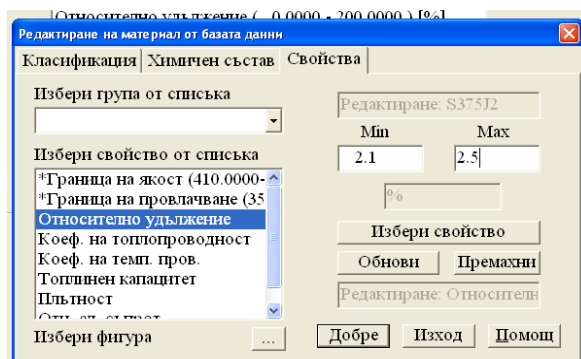 Относително удължение ( 0.0000 - 200.0000 ) [%]
Редактиране на материал от базата данни
Класификация
Химичен състав
Свойства
Избери група от списъка
Избери свойство от списъка
*Граница на якост (410.0000-
*Граница на провлачване (35
Относително удължение
Коеф. на топлопроводност
Коеф. на темп. пров.
Топлинен капацитет
Плътност
Избери фигура
...
Редактиране: S375J2
Min
Max
2.1
2.5
%
Избери свойство
Обнови
Премахни
Редактиране: Относителн
Добре
Изход
Помощ